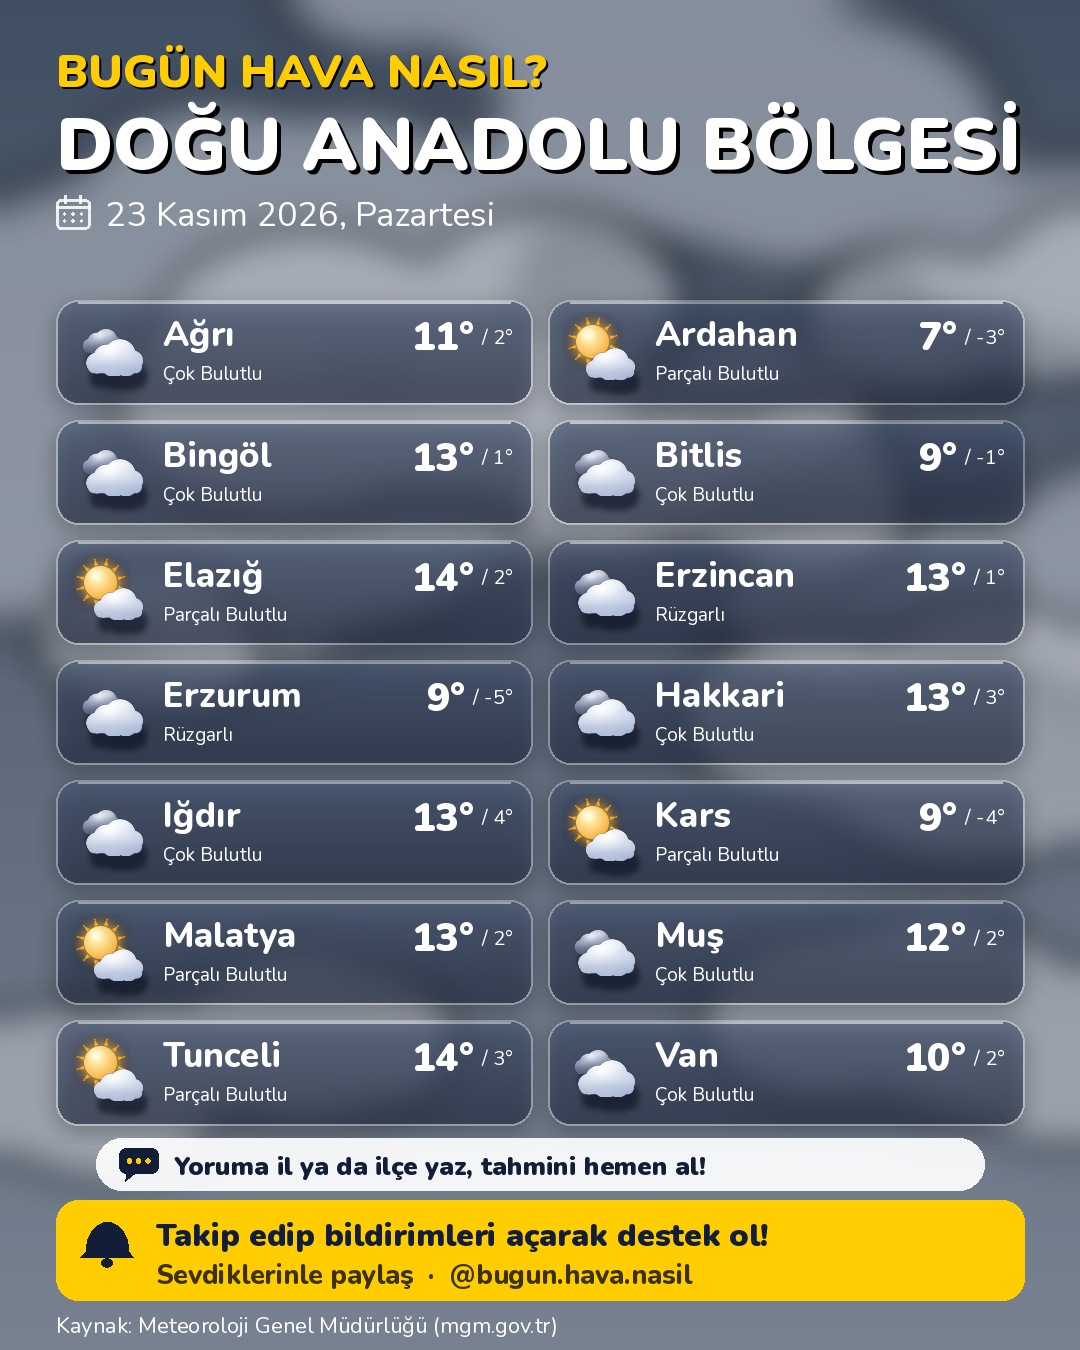 BUGÜN HAVA NASIL?
DOĞU ANADOLU BÖLGESİ
23 Kasım 2026, Pazartesi
Ağrı 11° / 2°
Çok Bulutlu
Ardahan 7° / -3°
Parçalı Bulutlu
Bingöl 13° / 1°
Çok Bulutlu
Bitlis 9° / -1°
Çok Bulutlu
Elazığ 14° / 2°
Parçalı Bulutlu
Erzincan 13° / 1°
Rüzgarlı
Erzurum 9° / -5°
Rüzgarlı
Hakkari 13° / 3°
Çok Bulutlu
Iğdır 13° / 4°
Çok Bulutlu
Kars 9° / -4°
Parçalı Bulutlu
Malatya 13° / 2°
Parçalı Bulutlu
Muş 12° / 2°
Çok Bulutlu
Tunceli 14° / 3°
Parçalı Bulutlu
Van 10° / 2°
Çok Bulutlu
Yoruma il ya da ilçe yaz, tahmini hemen al!
Takip edip bildirimleri açarak destek ol!
Sevdiklerinle paylaş · @bugun.hava.nasil
Kaynak: Meteoroloji Genel Müdürlüğü (mgm.gov.tr)